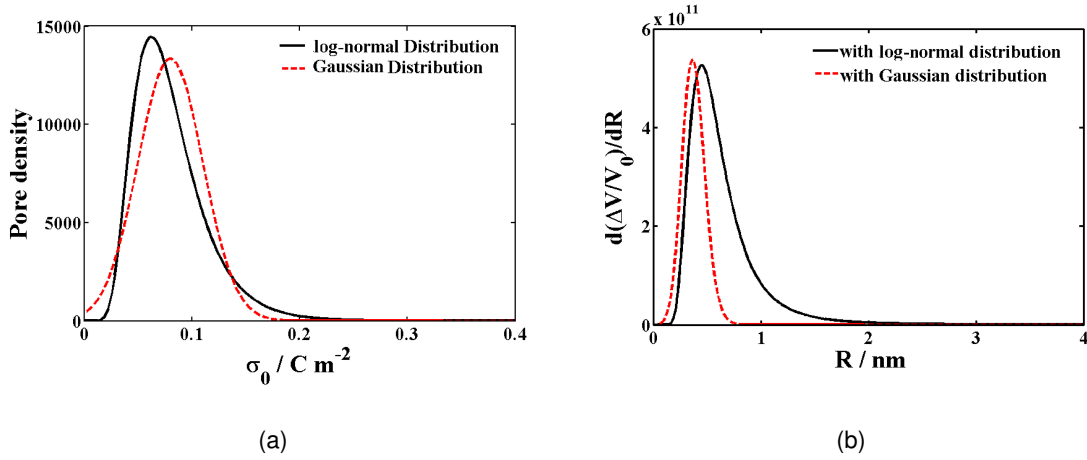 15000
10000
5000
0
0
0.1
0.2
0.3
0.4
Pore density
σ₀ / C m⁻²
log-normal Distribution
Gaussian Distribution
(a)
x 10¹¹
6
4
2
0
0
1
2
3
4
d(ΔV/V₀)/dR
R / nm
with log-normal distribution
with Gaussian distribution
(b)